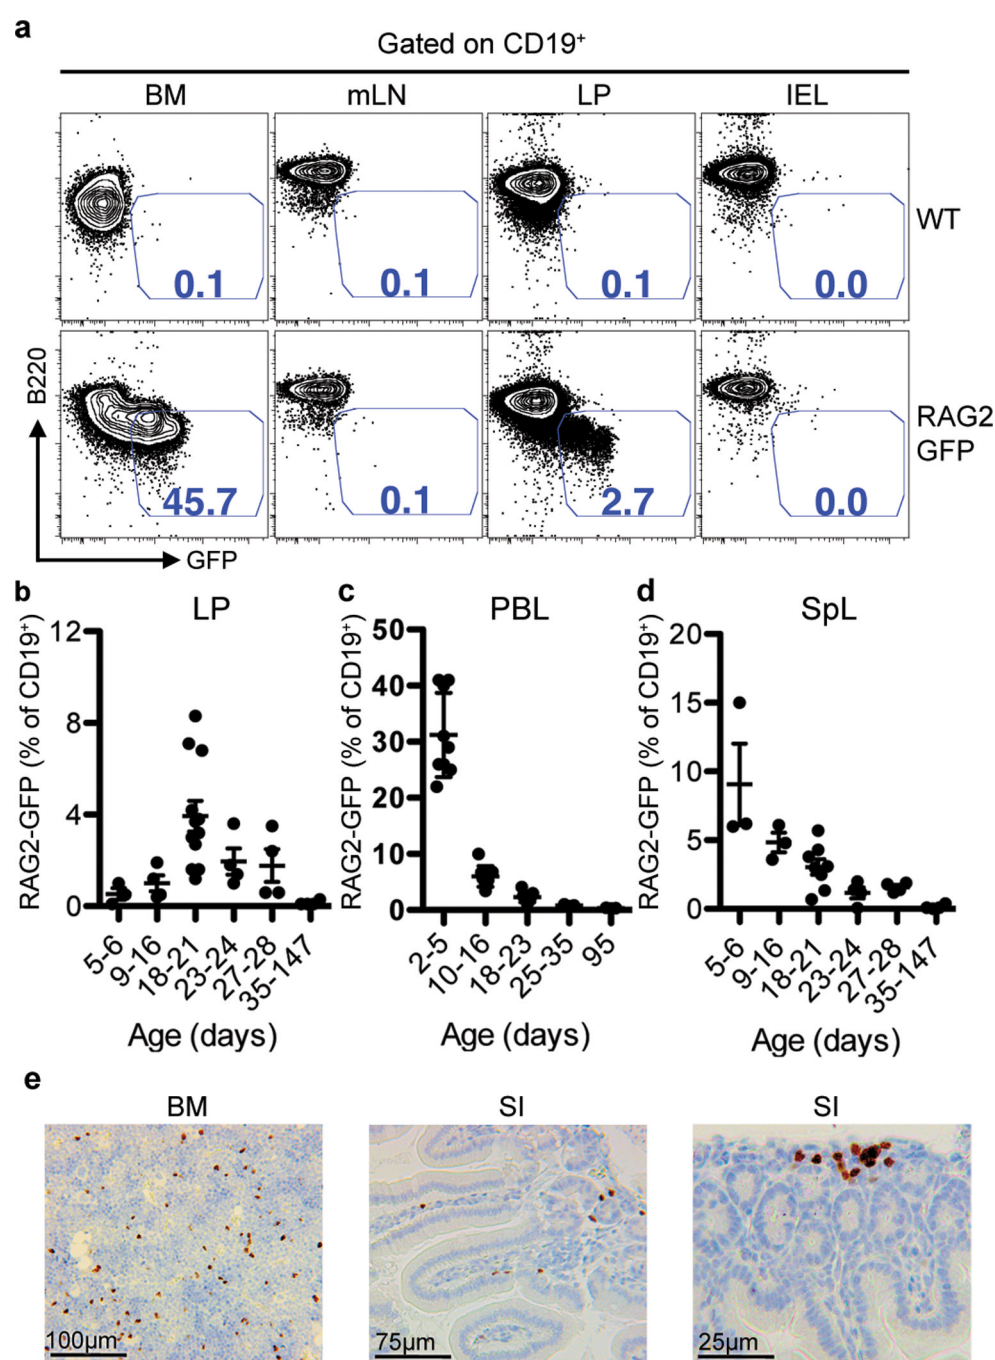 a
Gated on CD19⁺
BM mLN LP IEL
0.1 0.1 0.1 0.0
WT
45.7 0.1 2.7 0.0
RAG2
GFP
B220
GFP
b
LP
RAG2-GFP (% of CD19⁺)
12
8
4
0
5-6 9-16 18-21 23-24 27-28 35-147
Age (days)
c
PBL
RAG2-GFP (% of CD19⁺)
50
40
30
20
10
0
2-5 10-16 18-23 25-35 95
Age (days)
d
SpL
RAG2-GFP (% of CD19⁺)
20
15
10
5
0
5-6 9-16 18-21 23-24 27-28 35-147
Age (days)
e
BM SI SI
100µm 75µm 25µm